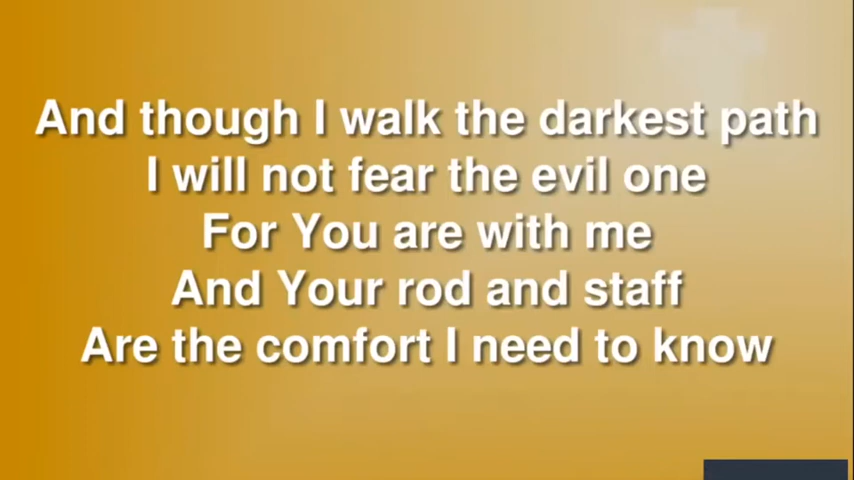 And though I walk the darkest path
I will not fear the evil one
For You are with me
And Your rod and staff
Are the comfort I need to know